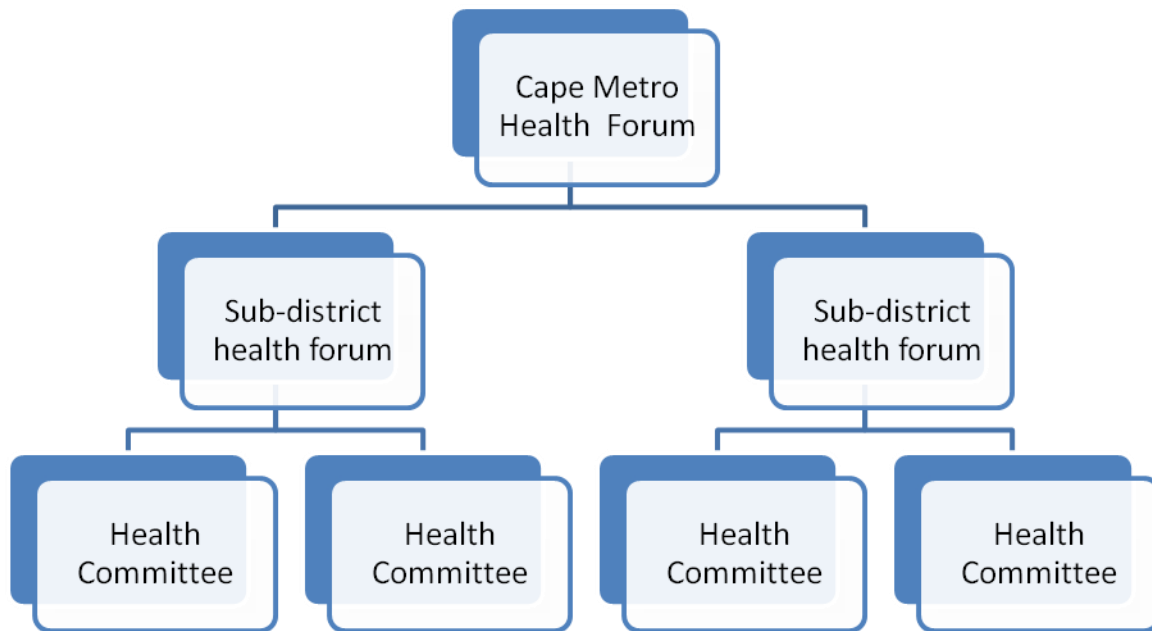 Cape Metro
Health Forum
Sub-district
health forum
Sub-district
health forum
Health
Committee
Health
Committee
Health
Committee
Health
Committee